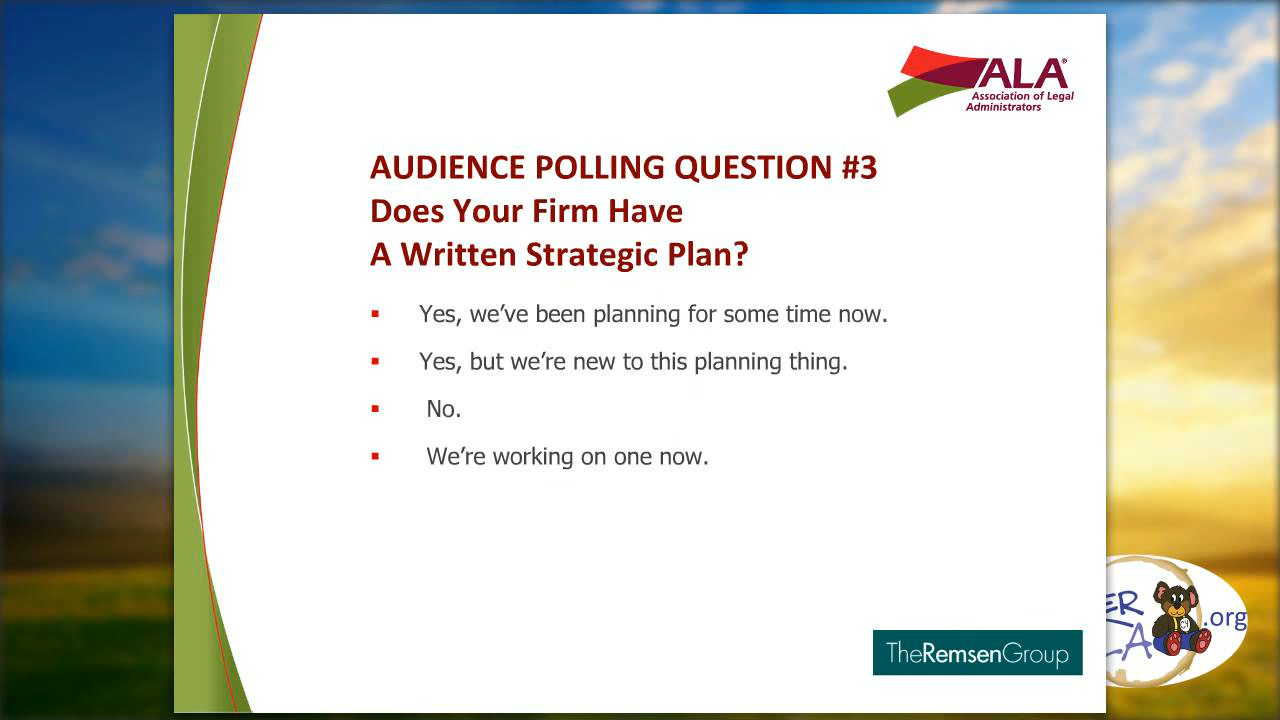 ALA®
Association of Legal
Administrators
AUDIENCE POLLING QUESTION #3
Does Your Firm Have
A Written Strategic Plan?
▪ Yes, we’ve been planning for some time now.
▪ Yes, but we’re new to this planning thing.
▪ No.
▪ We’re working on one now.
TheRemsenGroup
ER
.org